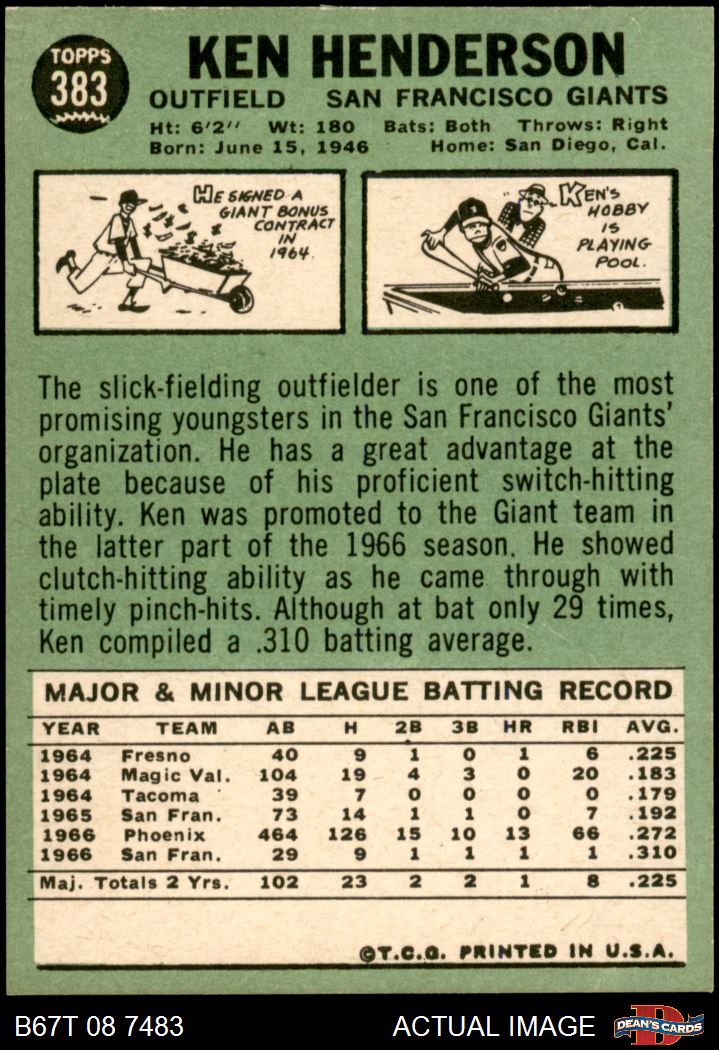 TOPPS
383
KEN HENDERSON
OUTFIELD SAN FRANCISCO GIANTS
Ht: 6'2" Wt: 180 Bats: Both Throws: Right
Born: June 15, 1946 Home: San Diego, Cal.
HE SIGNED A
GIANT BONUS
CONTRACT
IN
1964.
KEN'S
HOBBY
IS
PLAYING
POOL.
The slick-fielding outfielder is one of the most
promising youngsters in the San Francisco Giants'
organization. He has a great advantage at the
plate because of his proficient switch-hitting
ability. Ken was promoted to the Giant team in
the latter part of the 1966 season. He showed
clutch-hitting ability as he came through with
timely pinch-hits. Although at bat only 29 times,
Ken compiled a .310 batting average.
MAJOR & MINOR LEAGUE BATTING RECORD
YEAR TEAM AB H 2B 3B HR RBI AVG.
1964 Fresno 40 9 1 0 1 6 .225
1964 Magic Val. 104 19 4 3 0 20 .183
1964 Tacoma 39 7 0 0 0 0 .179
1965 San Fran. 73 14 1 1 0 7 .192
1966 Phoenix 464 126 15 10 13 66 .272
1966 San Fran. 29 9 1 1 1 1 .310
Maj. Totals 2 Yrs. 102 23 2 2 1 8 .225
©T.C.G. PRINTED IN U.S.A.
B67T 08 7483 ACTUAL IMAGE D DEAN'S CARDS